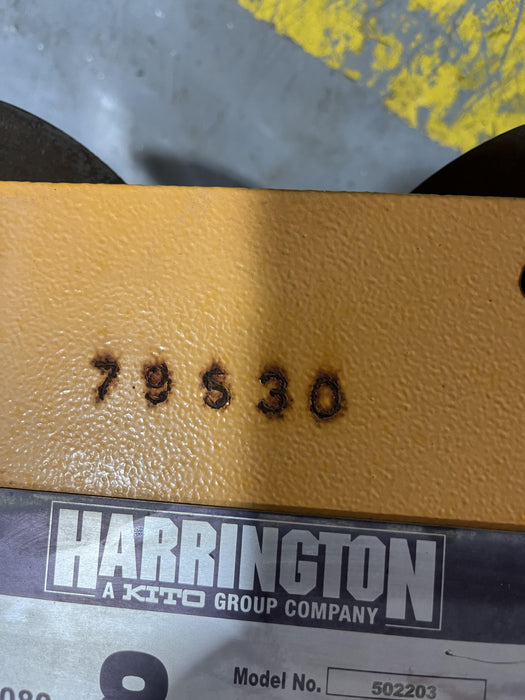 79530
HARRINGTON
A KITO GROUP COMPANY
Model No. 502203